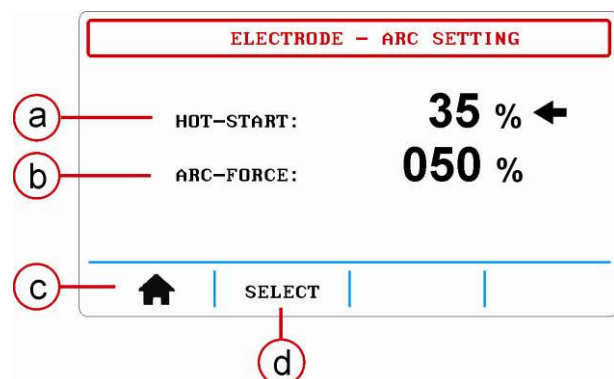 ELECTRODE – ARC SETTING
a HOT-START: 35 %
b ARC-FORCE: 050 %
c SELECT
d